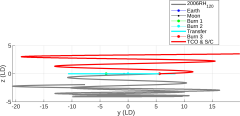 2006RH120
Earth
Moon
Burn 1
Burn 2
Transfer
Burn 3
TCO & S/C
5
0
-5
z (LD)
-20
-15
-10
-5
0
5
10
15
y (LD)